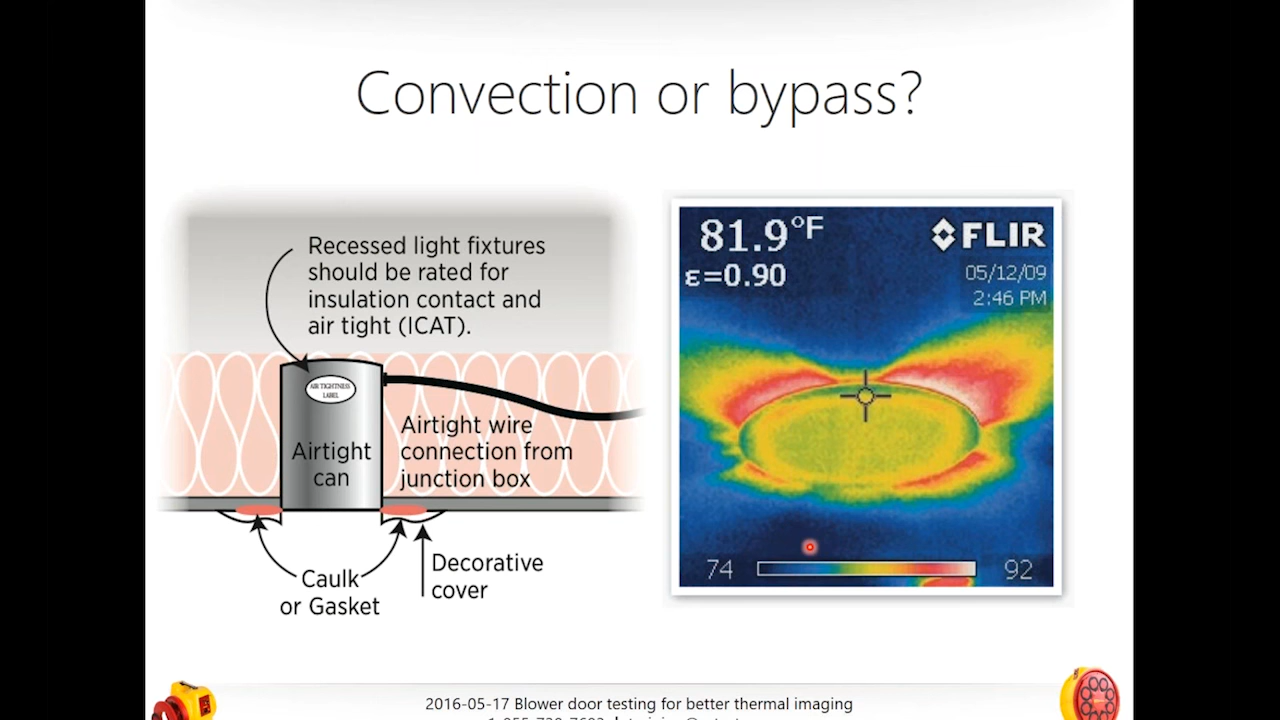 Convection or bypass?
Recessed light fixtures
should be rated for
insulation contact and
air tight (ICAT).
AIR TIGHTNESS
LABEL
Airtight
can
Airtight wire
connection from
junction box
Caulk
or Gasket
Decorative
cover
81.9°F
ε=0.90
FLIR
05/12/09
2:46 PM
74
92
2016-05-17 Blower door testing for better thermal imaging